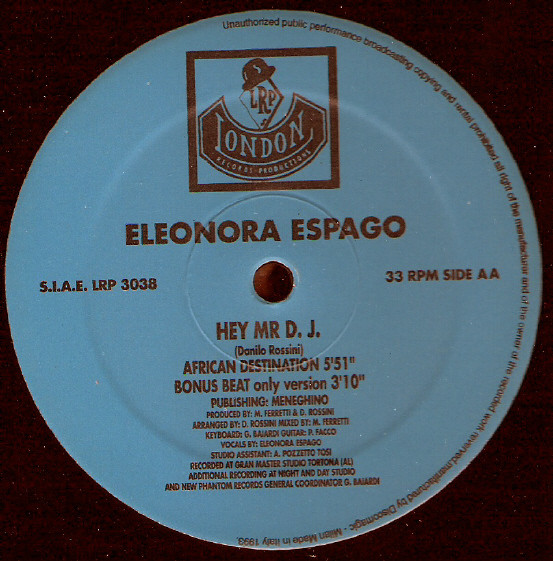 Unauthorized public performance broadcasting copying and rental prohibited all right of the manufacturer and of the owner of the recorded work reserved.manufactured by Discomagic - Milan Made in italy 1993.
LRP
LONDON
RECORDS PRODUCTIONS
ELEONORA ESPAGO
S.I.A.E. LRP 3038
33 RPM SIDE AA
HEY MR D. J.
(Danilo Rossini)
AFRICAN DESTINATION 5'51"
BONUS BEAT only version 3'10"
PUBLISHING: MENEGHINO
PRODUCED BY: M. FERRETTI & D. ROSSINI
ARRANGED BY: D. ROSSINI MIXED BY: M. FERRETTI
KEYBOARD: G. BAIARDI GUITAR: P. FACCO
VOCALS BY: ELEONORA ESPAGO
STUDIO ASSISTANT: A. POZZETTO TOSI
RECORDED AT GRAN MASTER STUDIO TORTONA (AL)
ADDITIONAL RECORDING AT NIGHT AND DAY STUDIO
AND NEW PHANTOM RECORDS GENERAL COORDINATOR G. BAIARDI